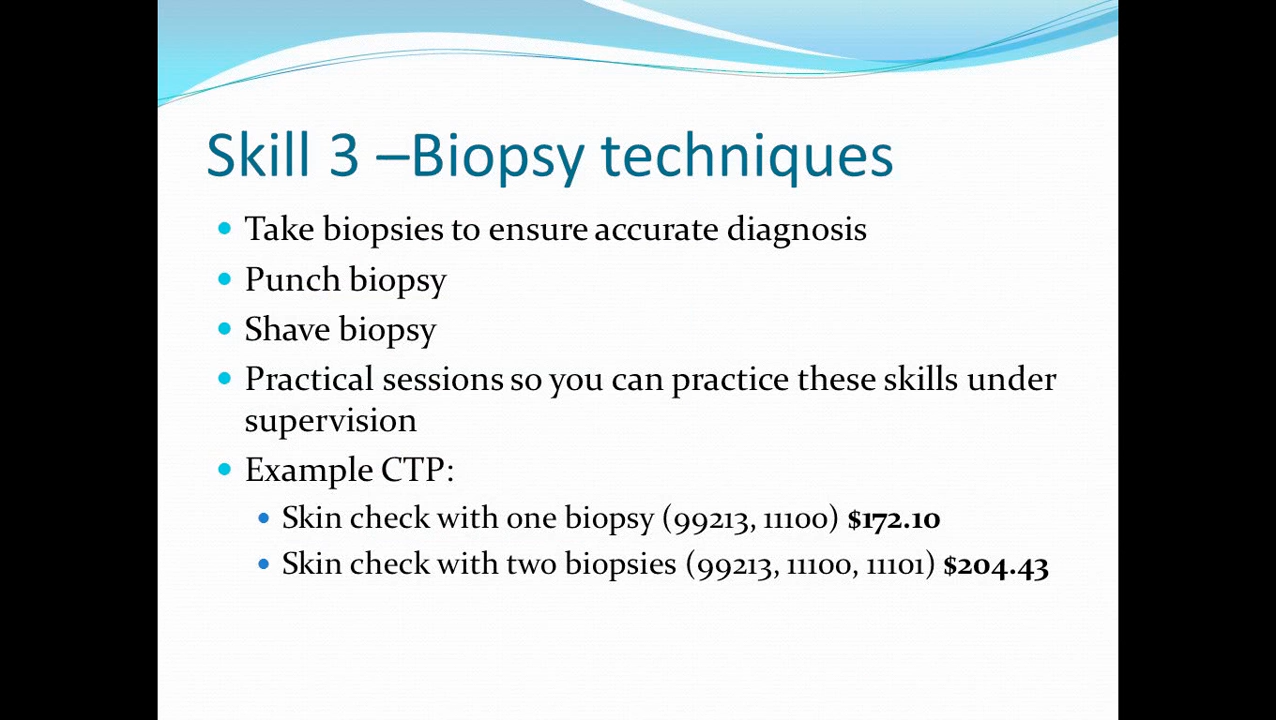 Skill 3 –Biopsy techniques
Take biopsies to ensure accurate diagnosis
Punch biopsy
Shave biopsy
Practical sessions so you can practice these skills under
supervision
Example CTP:
Skin check with one biopsy (99213, 11100) $172.10
Skin check with two biopsies (99213, 11100, 11101) $204.43